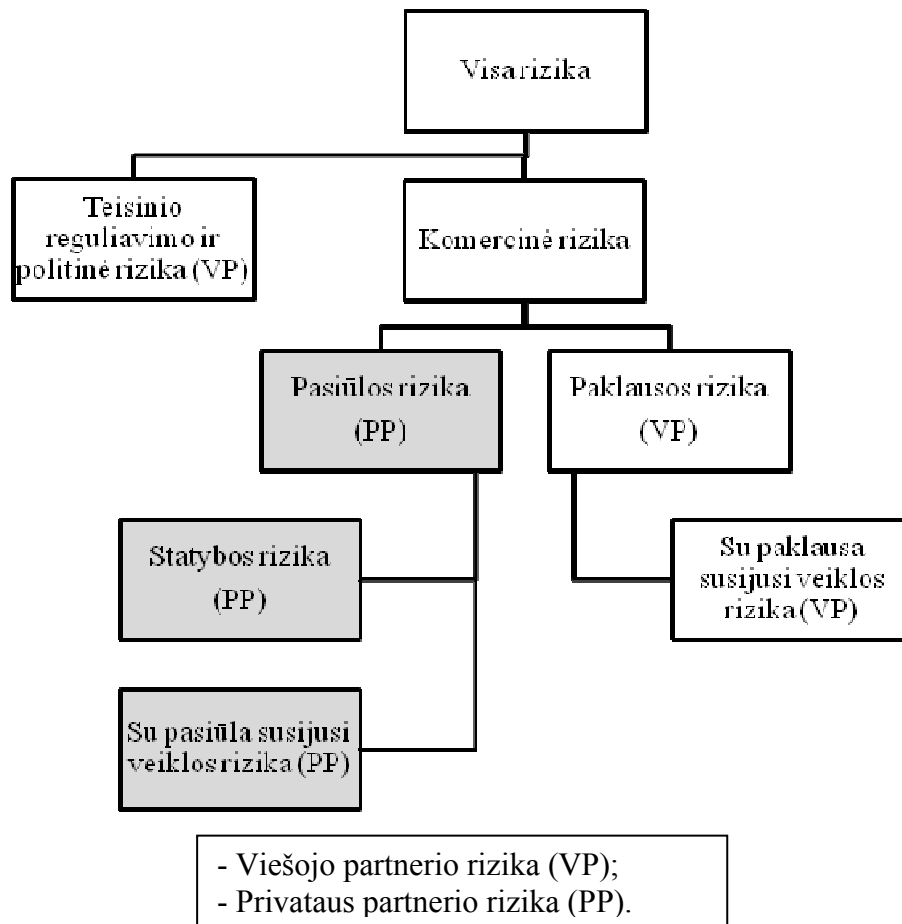 Visa rizika
Teisinio
reguliavimo ir
politinė rizika (VP)
Komercinė rizika
Pasiūlos rizika
(PP)
Paklausos rizika
(VP)
Statybos rizika
(PP)
Su paklausa
susijusi veiklos
rizika (VP)
Su pasiūla susijusi
veiklos rizika (PP)
- Viešojo partnerio rizika (VP);
- Privataus partnerio rizika (PP).